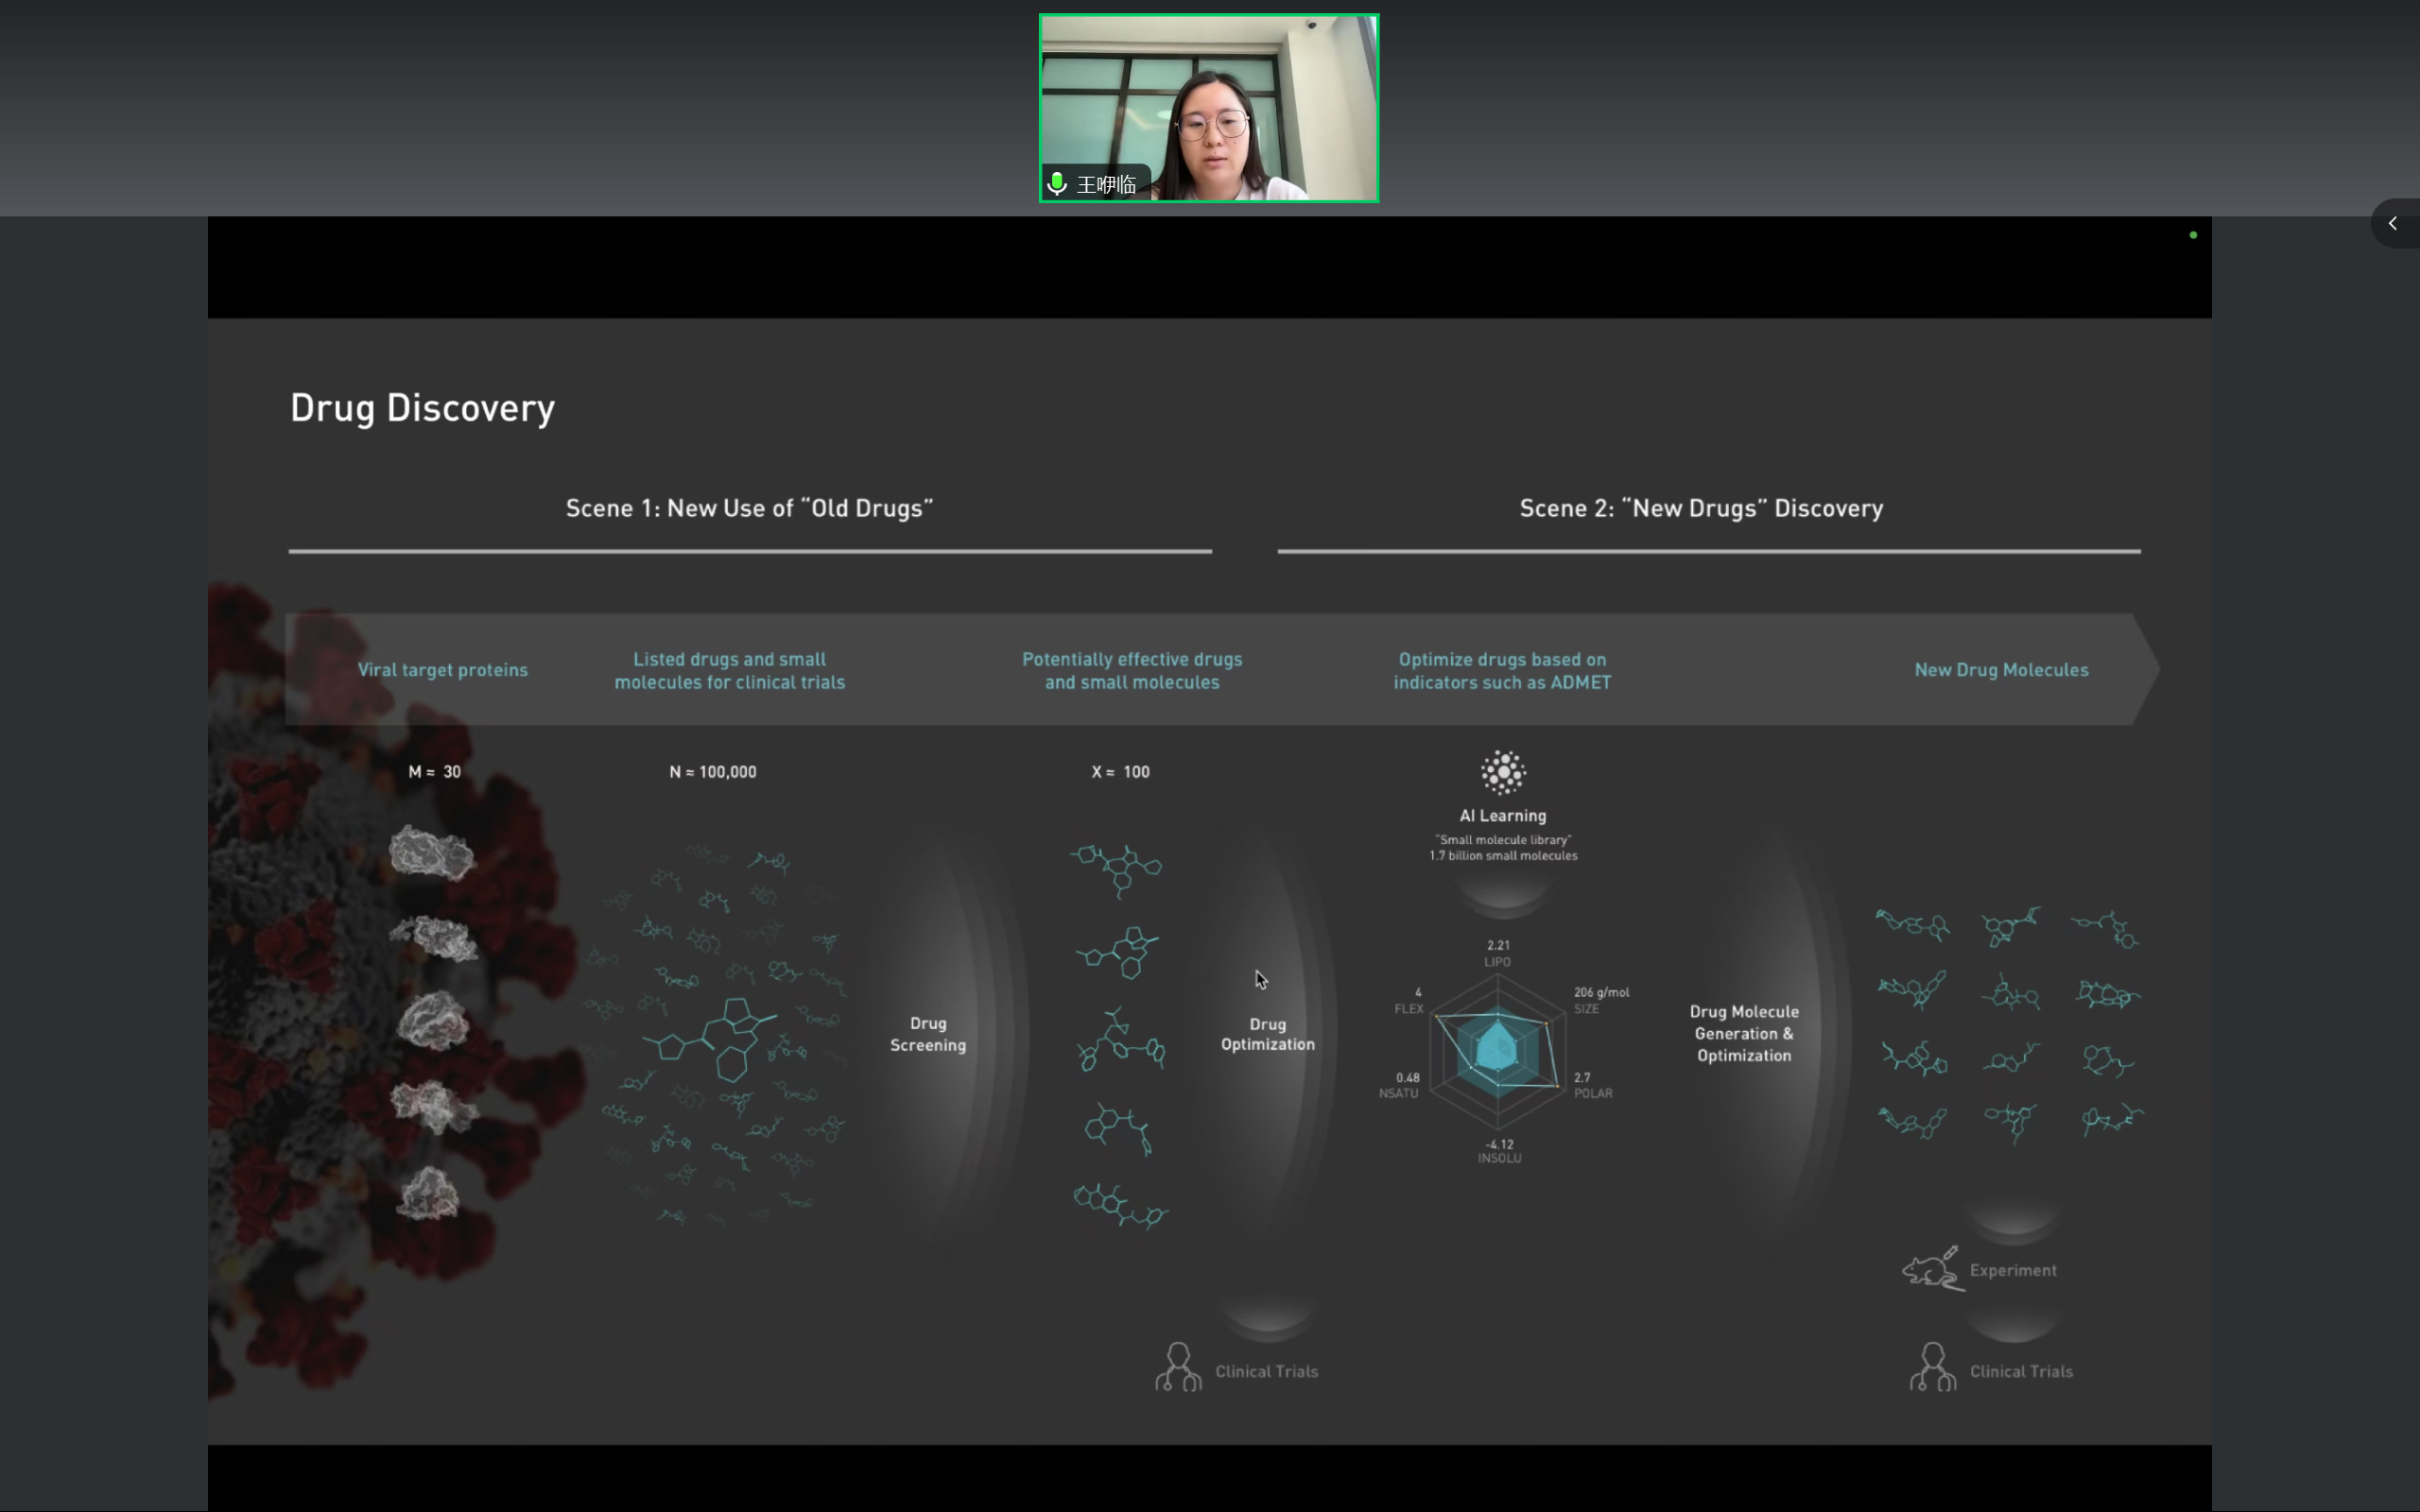 王咿临
Drug Discovery
Scene 1: New Use of “Old Drugs”
Scene 2: “New Drugs” Discovery
Viral target proteins
Listed drugs and small
molecules for clinical trials
Potentially effective drugs
and small molecules
Optimize drugs based on
indicators such as ADMET
New Drug Molecules
M ≈ 30
N ≈ 100,000
X ≈ 100
AI Learning
“Small molecule library”
1.7 billion small molecules
Drug
Screening
Drug
Optimization
2.21
LIPO
4
FLEX
206 g/mol
SIZE
0.48
NSATU
2.7
POLAR
-4.12
INSOLU
Drug Molecule
Generation &
Optimization
Experiment
Clinical Trials
Clinical Trials